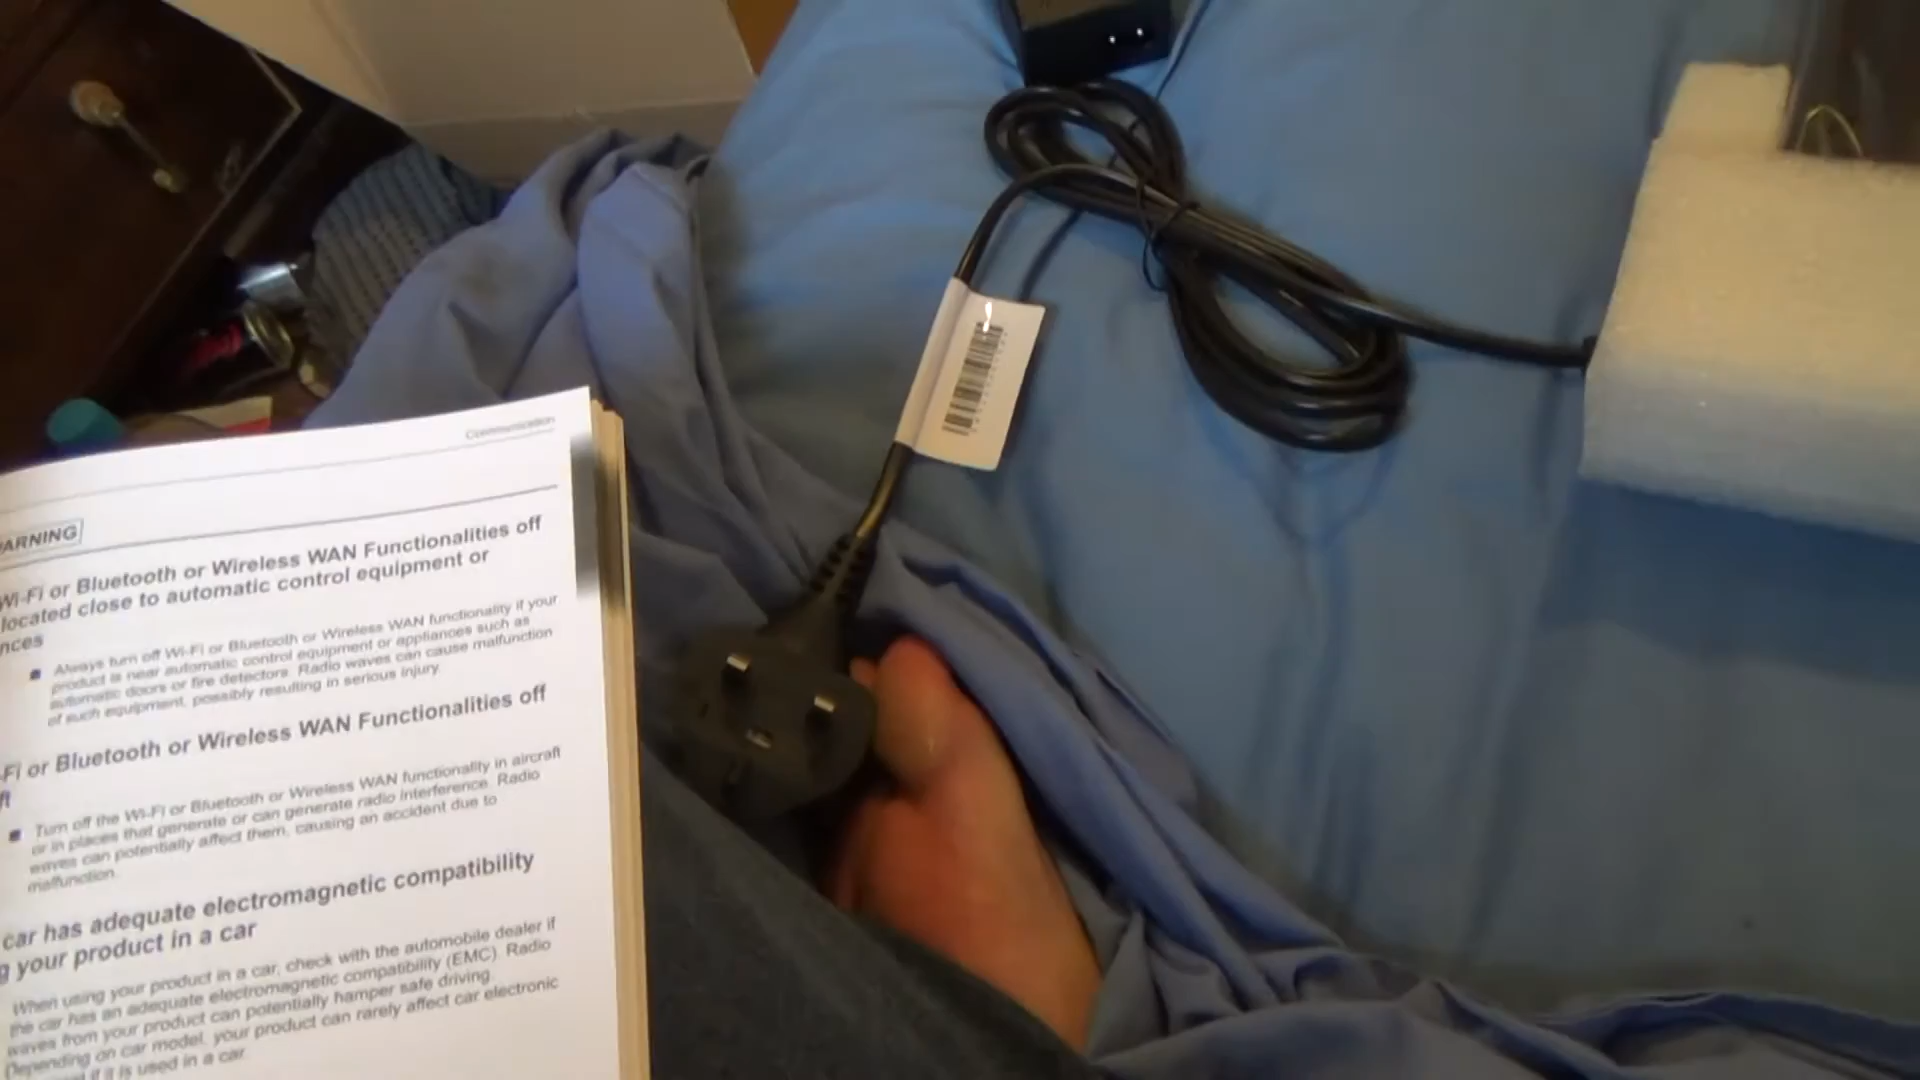 Communication
ARNING
Wi-Fi or Bluetooth or Wireless WAN Functionalities off
located close to automatic control equipment or
nces
■ Always turn off Wi-Fi or Bluetooth or Wireless WAN functionality if your
product is near automatic control equipment or appliances such as
automatic doors or fire detectors. Radio waves can cause malfunction
of such equipment, possibly resulting in serious injury.
-Fi or Bluetooth or Wireless WAN Functionalities off
ft
■ Turn off the Wi-Fi or Bluetooth or Wireless WAN functionality in aircraft
or in places that generate or can generate radio interference. Radio
waves can potentially affect them, causing an accident due to
malfunction.
car has adequate electromagnetic compatibility
g your product in a car
When using your product in a car, check with the automobile dealer if
the car has an adequate electromagnetic compatibility (EMC). Radio
waves from your product can potentially hamper safe driving.
Depending on car model, your product can rarely affect car electronic
if it is used in a car.